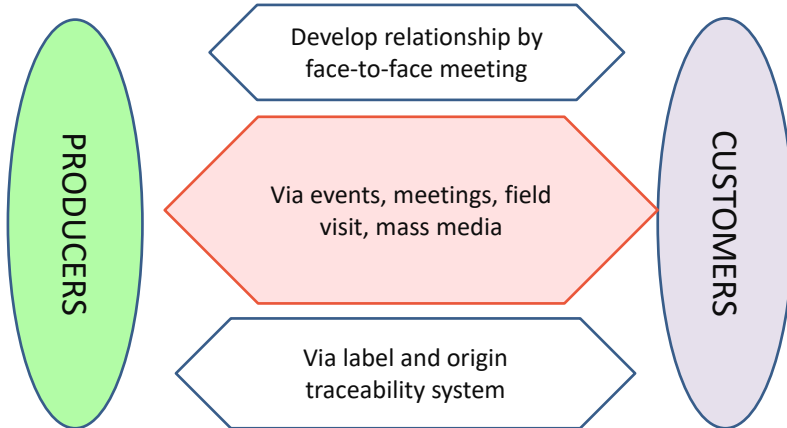 Develop relationship by
face-to-face meeting
PRODUCERS
Via events, meetings, field
visit, mass media
CUSTOMERS
Via label and origin
traceability system